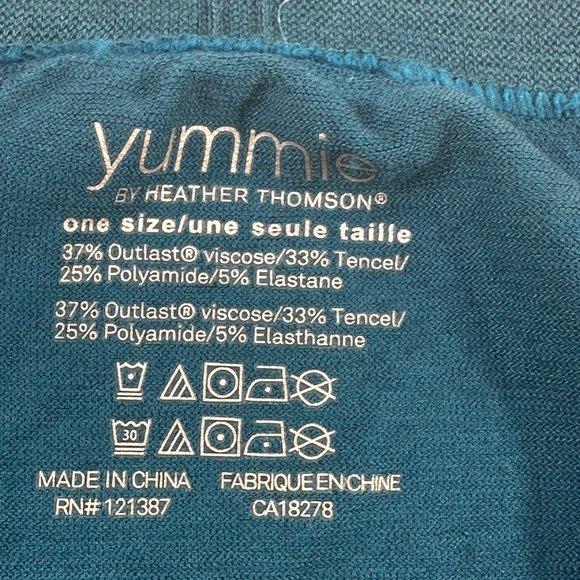 yummie
BY HEATHER THOMSON®
one size/une seule taille
37% Outlast® viscose/33% Tencel/
25% Polyamide/5% Elastane
37% Outlast® viscose/33% Tencel/
25% Polyamide/5% Elasthanne
30
MADE IN CHINA FABRIQUE EN CHINE
RN# 121387 CA18278